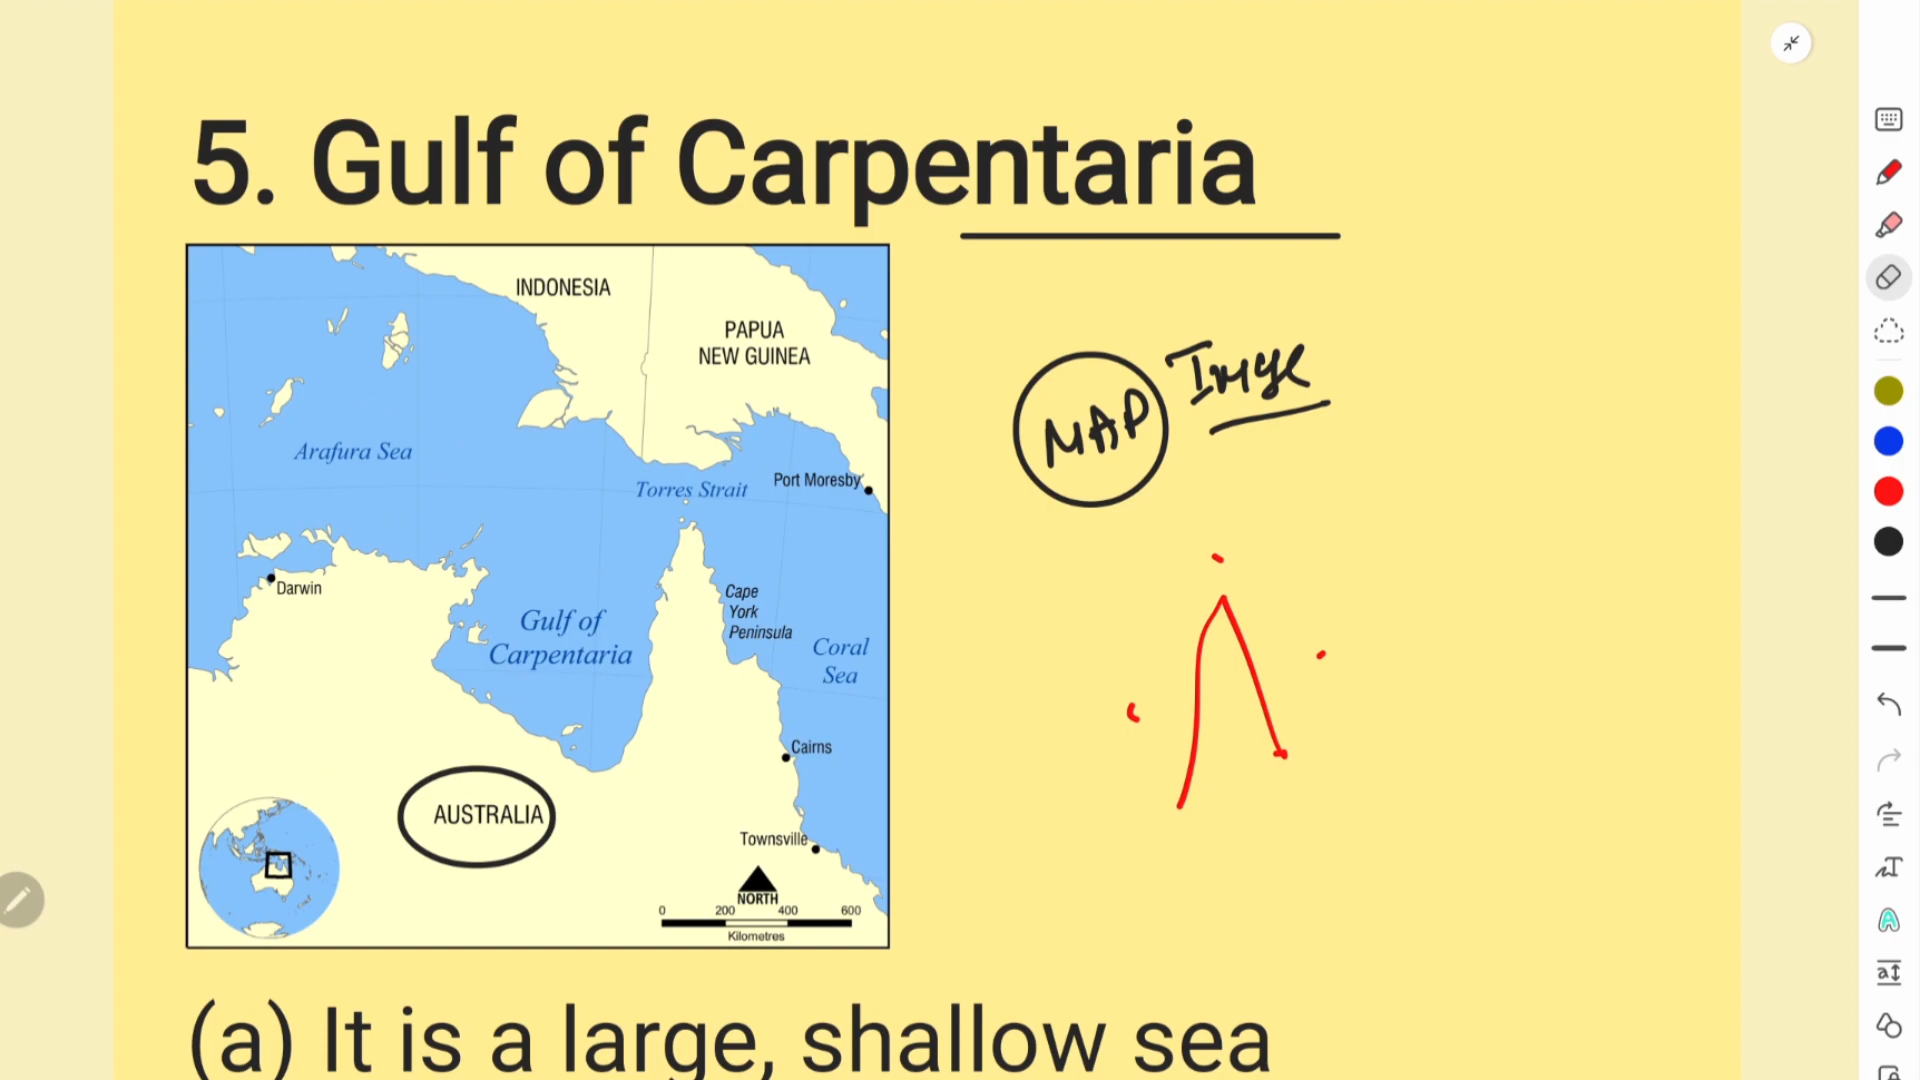 5. Gulf of Carpentaria
INDONESIA
PAPUA
NEW GUINEA
MAP Image
Arafura Sea
Torres Strait
Port Moresby
Darwin
Cape
York
Peninsula
Gulf of
Carpentaria
Coral
Sea
Cairns
AUSTRALIA
Townsville
NORTH
0 200 400 600
Kilometres
(a) It is a large, shallow sea